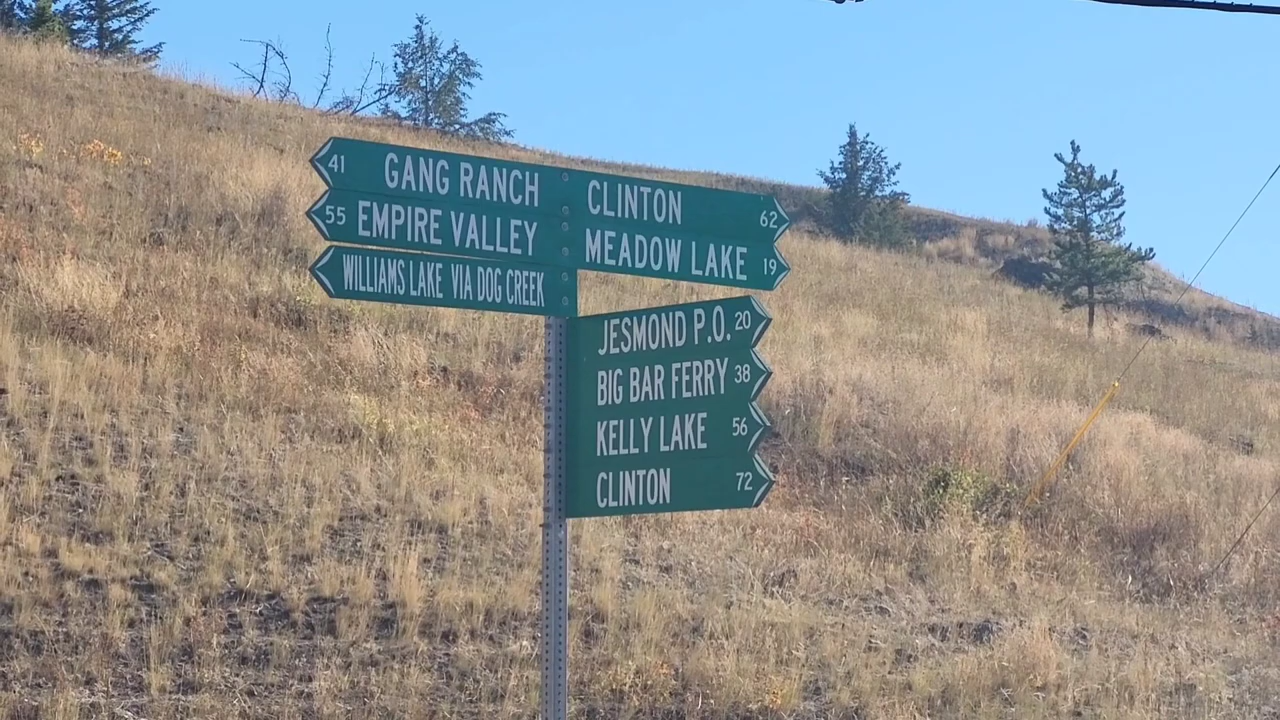 41 GANG RANCH
55 EMPIRE VALLEY
WILLIAMS LAKE VIA DOG CREEK
CLINTON 62
MEADOW LAKE 19
JESMOND P.O. 20
BIG BAR FERRY 38
KELLY LAKE 56
CLINTON 72